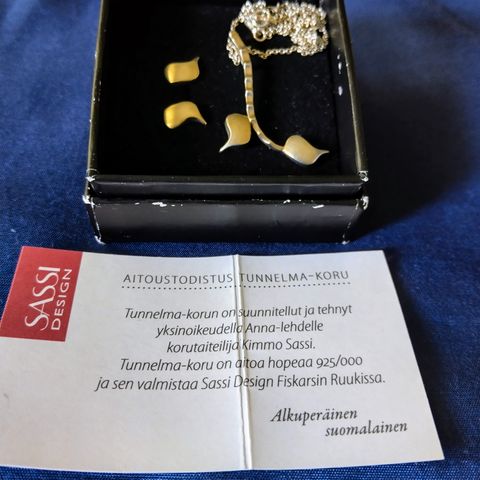 SASSI
DESIGN
AITOUSTODISTUS TUNNELMA-KORU
Tunnelma-korun on suunnitellut ja tehnyt
yksinoikeudella Anna-lehdelle
korutaiteilija Kimmo Sassi.
Tunnelma-koru on aitoa hopeaa 925/000
ja sen valmistaa Sassi Design Fiskarsin Ruukissa.
Alkuperäinen
suomalainen